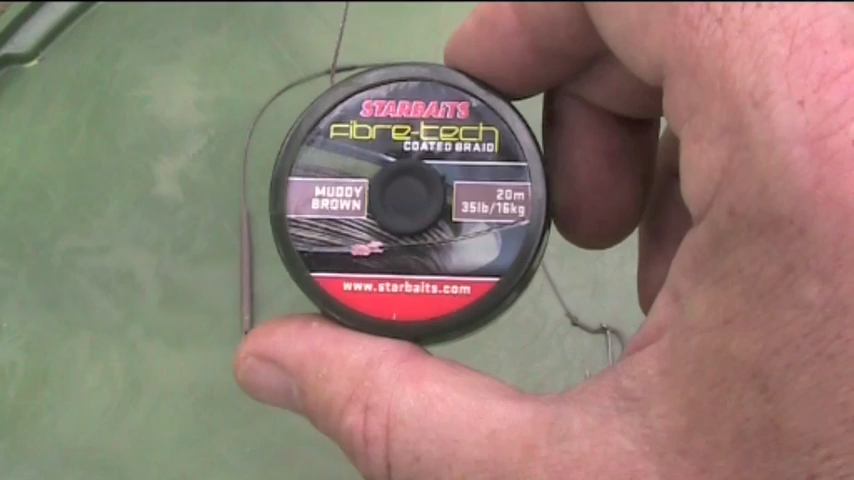 STARBAITS
fibre-tech
COATED BRAID
MUDDY
BROWN
20m
35lb/16kg
www.starbaits.com